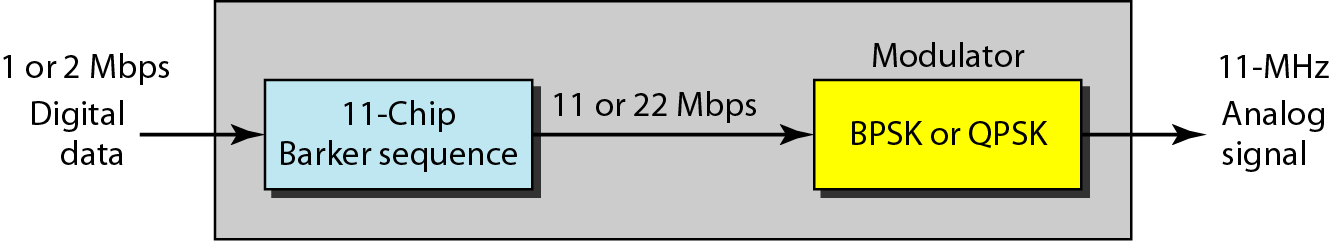 1 or 2 Mbps
Digital
data
11-Chip
Barker sequence
11 or 22 Mbps
Modulator
BPSK or QPSK
11-MHz
Analog
signal